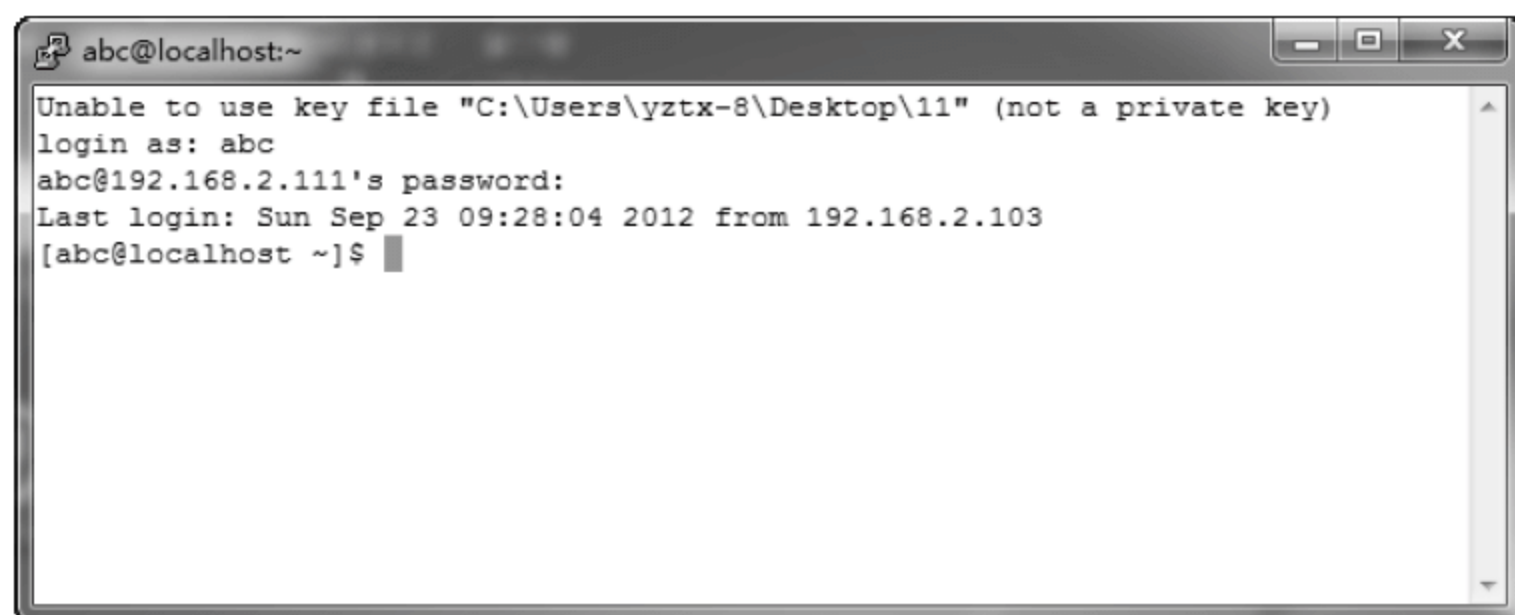 abc@localhost:~
Unable to use key file "C:\Users\yztx-8\Desktop\11" (not a private key)
login as: abc
abc@192.168.2.111's password:
Last login: Sun Sep 23 09:28:04 2012 from 192.168.2.103
[abc@localhost ~]$